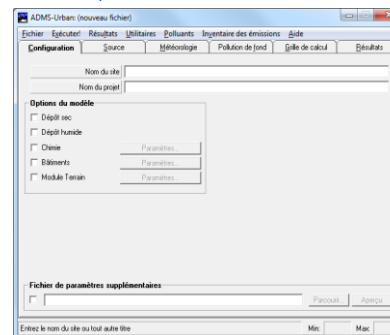 ADMS-Urban: (nouveau fichier)
Fichier Exécuter! Résultats Utilitaires Polluants Inventaire des émissions Aide
Configuration Source Météorologie Pollution de fond Grille de calcul Résultats
Nom du site
Nom du projet
Options du modèle
Dépôt sec
Dépôt humide
Chimie Paramètres...
Bâtiments Paramètres...
Module Terrain Paramètres...
Fichier de paramètres supplémentaires
Parcourir... Aperçu
Entrez le nom du site ou tout autre titre Min: Max: